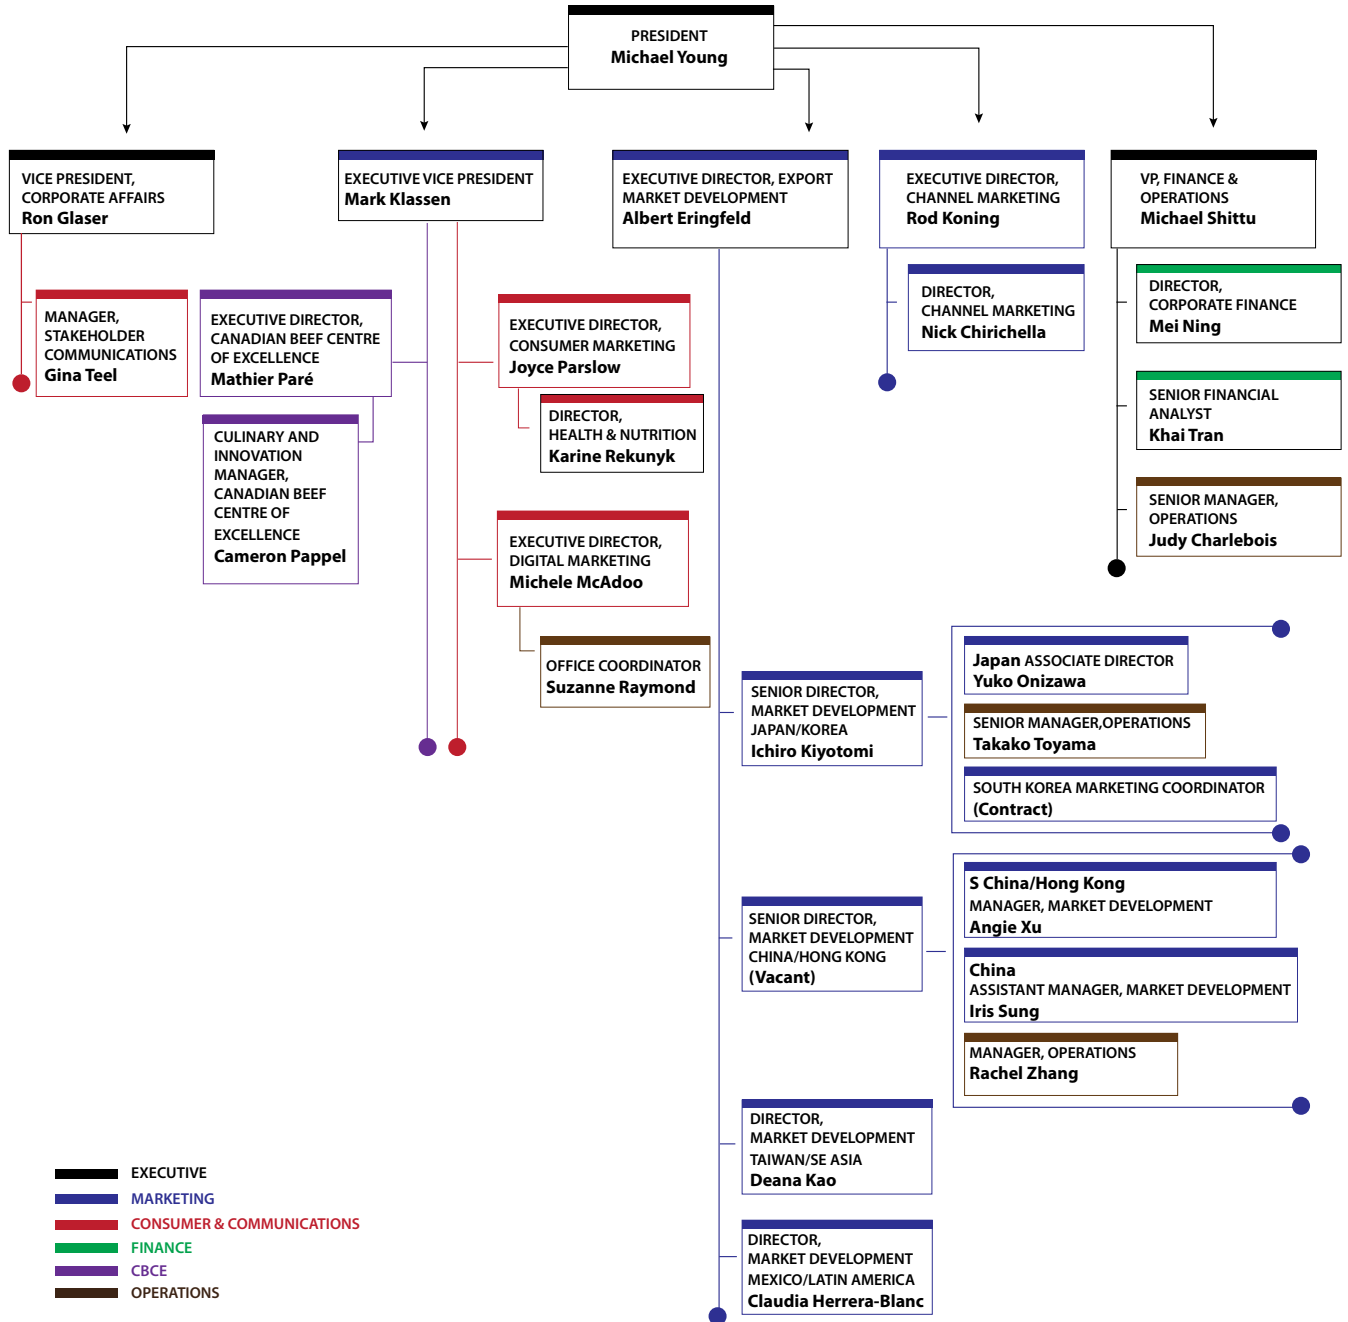 PRESIDENT
Michael Young
VICE PRESIDENT,
CORPORATE AFFAIRS
Ron Glaser
EXECUTIVE VICE PRESIDENT
Mark Klassen
EXECUTIVE DIRECTOR, EXPORT
MARKET DEVELOPMENT
Albert Eringfeld
EXECUTIVE DIRECTOR,
CHANNEL MARKETING
Rod Koning
VP, FINANCE &
OPERATIONS
Michael Shittu
MANAGER,
STAKEHOLDER
COMMUNICATIONS
Gina Teel
EXECUTIVE DIRECTOR,
CANADIAN BEEF CENTRE
OF EXCELLENCE
Mathier Paré
CULINARY AND
INNOVATION
MANAGER,
CANADIAN BEEF
CENTRE OF
EXCELLENCE
Cameron Pappel
EXECUTIVE DIRECTOR,
CONSUMER MARKETING
Joyce Parslow
DIRECTOR,
HEALTH & NUTRITION
Karine Rekunyk
EXECUTIVE DIRECTOR,
DIGITAL MARKETING
Michele McAdoo
OFFICE COORDINATOR
Suzanne Raymond
DIRECTOR,
CHANNEL MARKETING
Nick Chirichella
DIRECTOR,
CORPORATE FINANCE
Mei Ning
SENIOR FINANCIAL
ANALYST
Khai Tran
SENIOR MANAGER,
OPERATIONS
Judy Charlebois
SENIOR DIRECTOR,
MARKET DEVELOPMENT
JAPAN/KOREA
Ichiro Kiyotomi
Japan ASSOCIATE DIRECTOR
Yuko Onizawa
SENIOR MANAGER,OPERATIONS
Takako Toyama
SOUTH KOREA MARKETING COORDINATOR
(Contract)
SENIOR DIRECTOR,
MARKET DEVELOPMENT
CHINA/HONG KONG
(Vacant)
S China/Hong Kong
MANAGER, MARKET DEVELOPMENT
Angie Xu
China
ASSISTANT MANAGER, MARKET DEVELOPMENT
Iris Sung
MANAGER, OPERATIONS
Rachel Zhang
DIRECTOR,
MARKET DEVELOPMENT
TAIWAN/SE ASIA
Deana Kao
DIRECTOR,
MARKET DEVELOPMENT
MEXICO/LATIN AMERICA
Claudia Herrera-Blanc
EXECUTIVE
MARKETING
CONSUMER & COMMUNICATIONS
FINANCE
CBCE
OPERATIONS